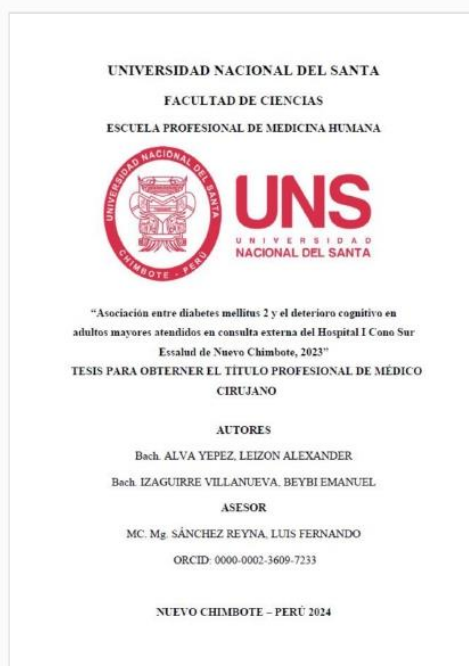 UNIVERSIDAD NACIONAL DEL SANTA
FACULTAD DE CIENCIAS
ESCUELA PROFESIONAL DE MEDICINA HUMANA
UNIVERSIDAD NACIONAL DEL SANTA
CHIMBOTE - PERÚ
UNS
UNIVERSIDAD
NACIONAL DEL SANTA
“Asociación entre diabetes mellitus 2 y el deterioro cognitivo en
adultos mayores atendidos en consulta externa del Hospital I Cono Sur
Essalud de Nuevo Chimbote, 2023”
TESIS PARA OBTERNER EL TÍTULO PROFESIONAL DE MÉDICO
CIRUJANO
AUTORES
Bach. ALVA YEPEZ, LEIZON ALEXANDER
Bach. IZAGUIRRE VILLANUEVA, BEYBI EMANUEL
ASESOR
MC. Mg. SÁNCHEZ REYNA, LUIS FERNANDO
ORCID: 0000-0002-3609-7233
NUEVO CHIMBOTE – PERÚ 2024